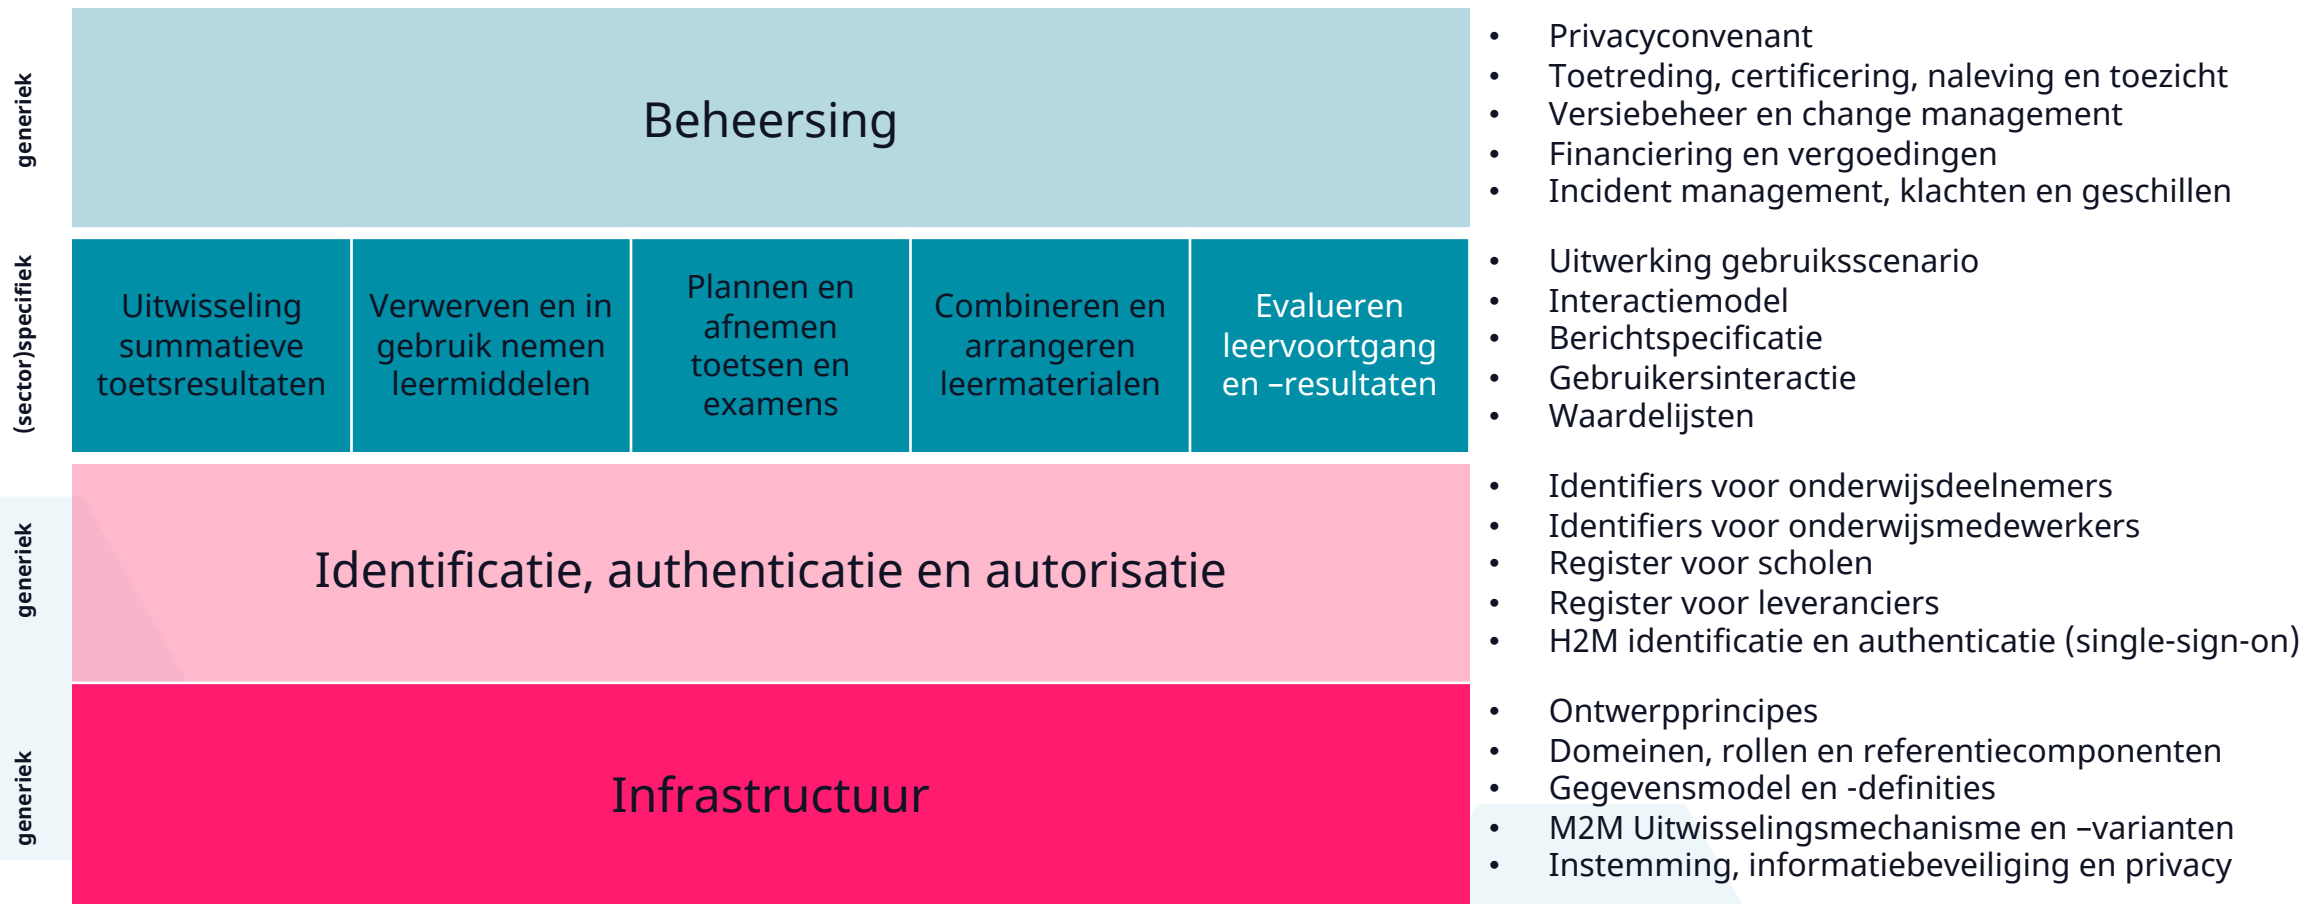 generiek
Beheersing
• Privacyconvenant
• Toetreding, certificering, naleving en toezicht
• Versiebeheer en change management
• Financiering en vergoedingen
• Incident management, klachten en geschillen
(sector)specifiek
Uitwisseling
summatieve
toetsresultaten
Verwerven en in
gebruik nemen
leermiddelen
Plannen en
afnemen
toetsen en
examens
Combineren en
arrangeren
leermaterialen
Evalueren
leervoortgang
en –resultaten
• Uitwerking gebruiksscenario
• Interactiemodel
• Berichtspecificatie
• Gebruikersinteractie
• Waardelijsten
generiek
Identificatie, authenticatie en autorisatie
• Identifiers voor onderwijsdeelnemers
• Identifiers voor onderwijsmedewerkers
• Register voor scholen
• Register voor leveranciers
• H2M identificatie en authenticatie (single-sign-on)
generiek
Infrastructuur
• Ontwerpprincipes
• Domeinen, rollen en referentiecomponenten
• Gegevensmodel en -definities
• M2M Uitwisselingsmechanisme en –varianten
• Instemming, informatiebeveiliging en privacy